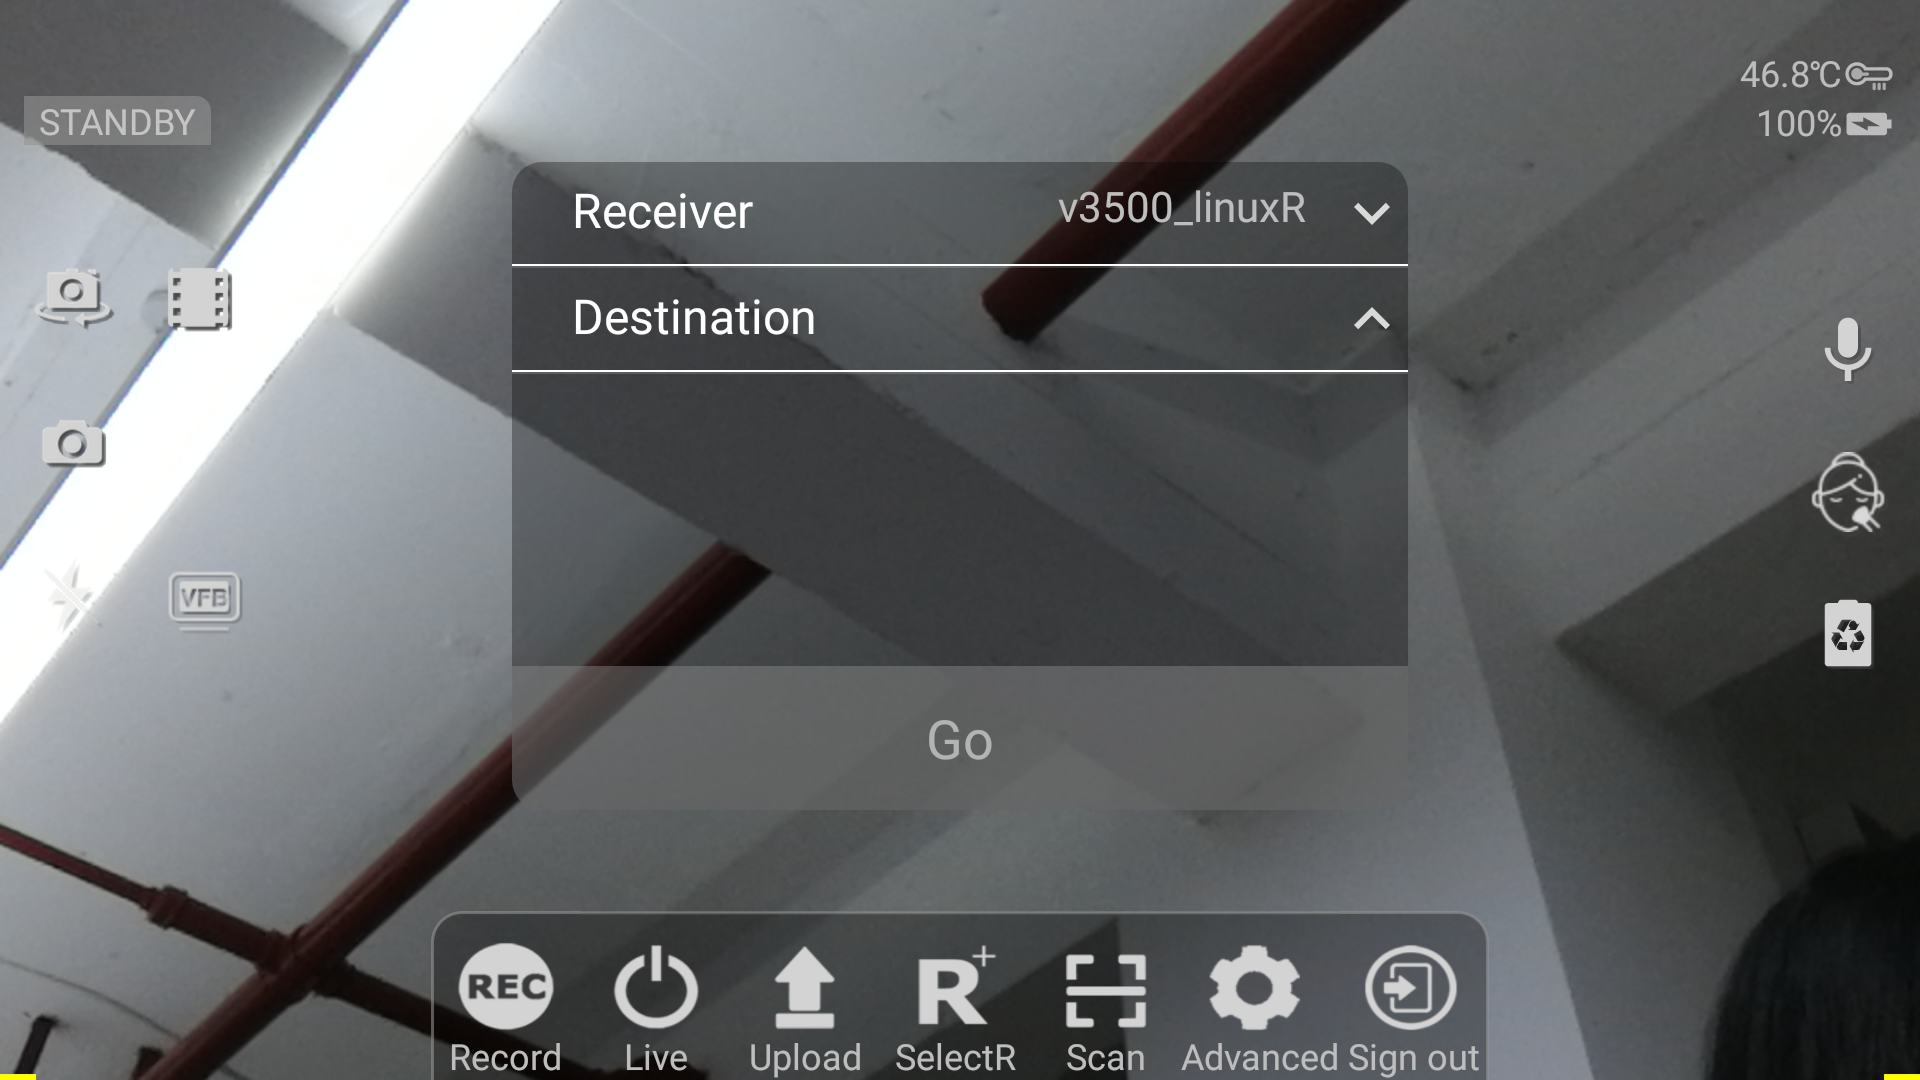 46.8℃
STANDBY
100%
Receiver v3500_linuxR
Destination
VFB
Go
REC
R+
Record Live Upload SelectR Scan Advanced Sign out